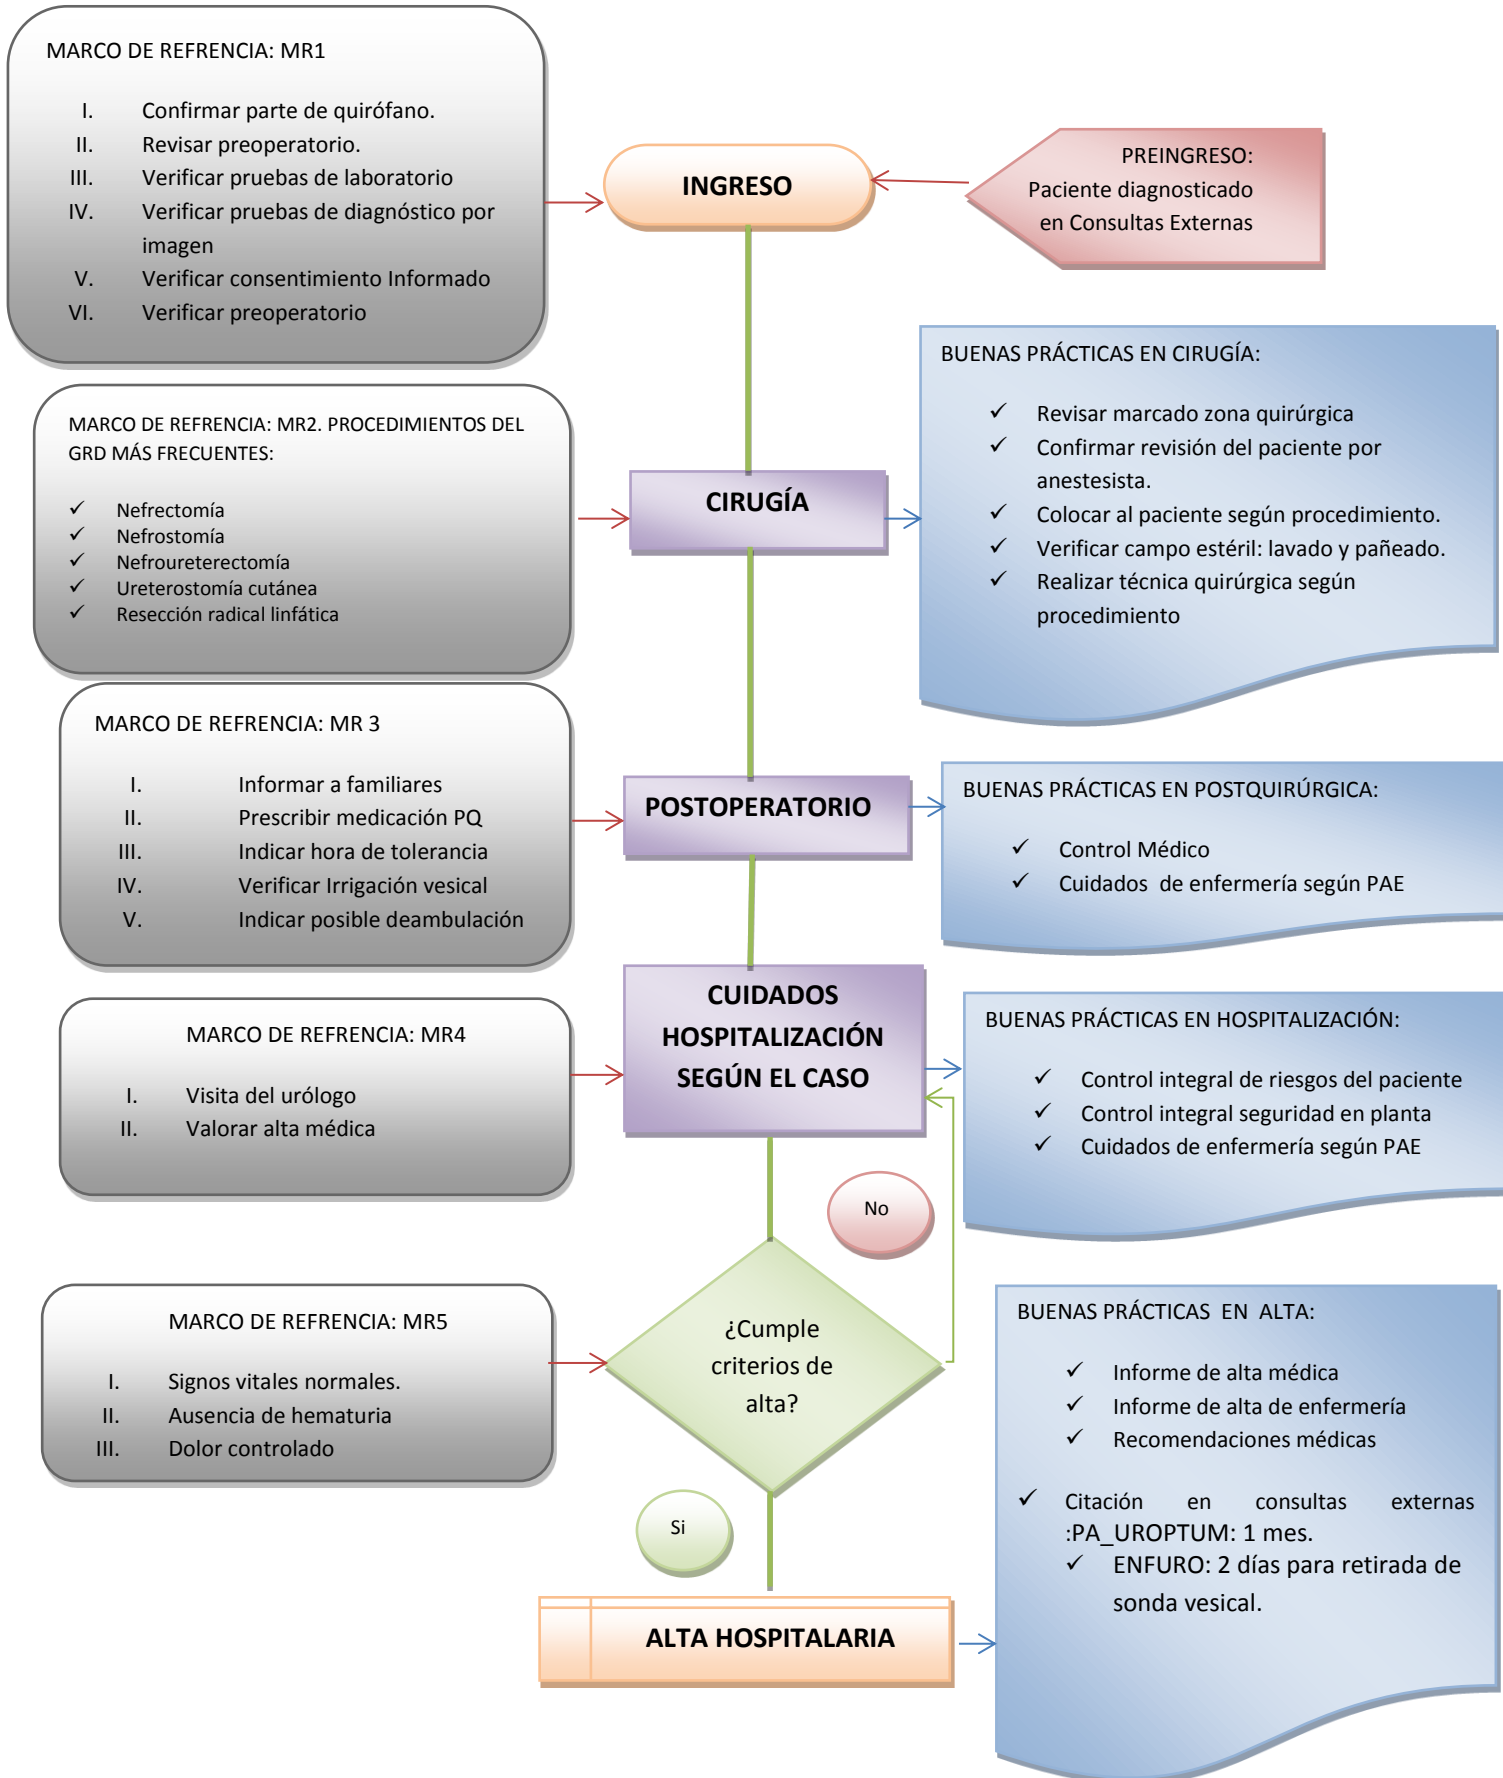 MARCO DE REFRENCIA: MR1
I. Confirmar parte de quirófano.
II. Revisar preoperatorio.
III. Verificar pruebas de laboratorio
IV. Verificar pruebas de diagnóstico por
imagen
V. Verificar consentimiento Informado
VI. Verificar preoperatorio
INGRESO
PREINGRESO:
Paciente diagnosticado
en Consultas Externas
MARCO DE REFRENCIA: MR2. PROCEDIMIENTOS DEL
GRD MÁS FRECUENTES:
✓ Nefrectomía
✓ Nefrostomía
✓ Nefroureterectomía
✓ Ureterostomía cutánea
✓ Resección radical linfática
CIRUGÍA
BUENAS PRÁCTICAS EN CIRUGÍA:
✓ Revisar marcado zona quirúrgica
✓ Confirmar revisión del paciente por
anestesista.
✓ Colocar al paciente según procedimiento.
✓ Verificar campo estéril: lavado y pañeado.
✓ Realizar técnica quirúrgica según
procedimiento
MARCO DE REFRENCIA: MR 3
I. Informar a familiares
II. Prescribir medicación PQ
III. Indicar hora de tolerancia
IV. Verificar Irrigación vesical
V. Indicar posible deambulación
POSTOPERATORIO
BUENAS PRÁCTICAS EN POSTQUIRÚRGICA:
✓ Control Médico
✓ Cuidados de enfermería según PAE
MARCO DE REFRENCIA: MR4
I. Visita del urólogo
II. Valorar alta médica
CUIDADOS
HOSPITALIZACIÓN
SEGÚN EL CASO
BUENAS PRÁCTICAS EN HOSPITALIZACIÓN:
✓ Control integral de riesgos del paciente
✓ Control integral seguridad en planta
✓ Cuidados de enfermería según PAE
No
MARCO DE REFRENCIA: MR5
I. Signos vitales normales.
II. Ausencia de hematuria
III. Dolor controlado
¿Cumple
criterios de
alta?
Si
ALTA HOSPITALARIA
BUENAS PRÁCTICAS EN ALTA:
✓ Informe de alta médica
✓ Informe de alta de enfermería
✓ Recomendaciones médicas
✓ Citación en consultas externas
:PA_UROPTUM: 1 mes.
✓ ENFURO: 2 días para retirada de
sonda vesical.